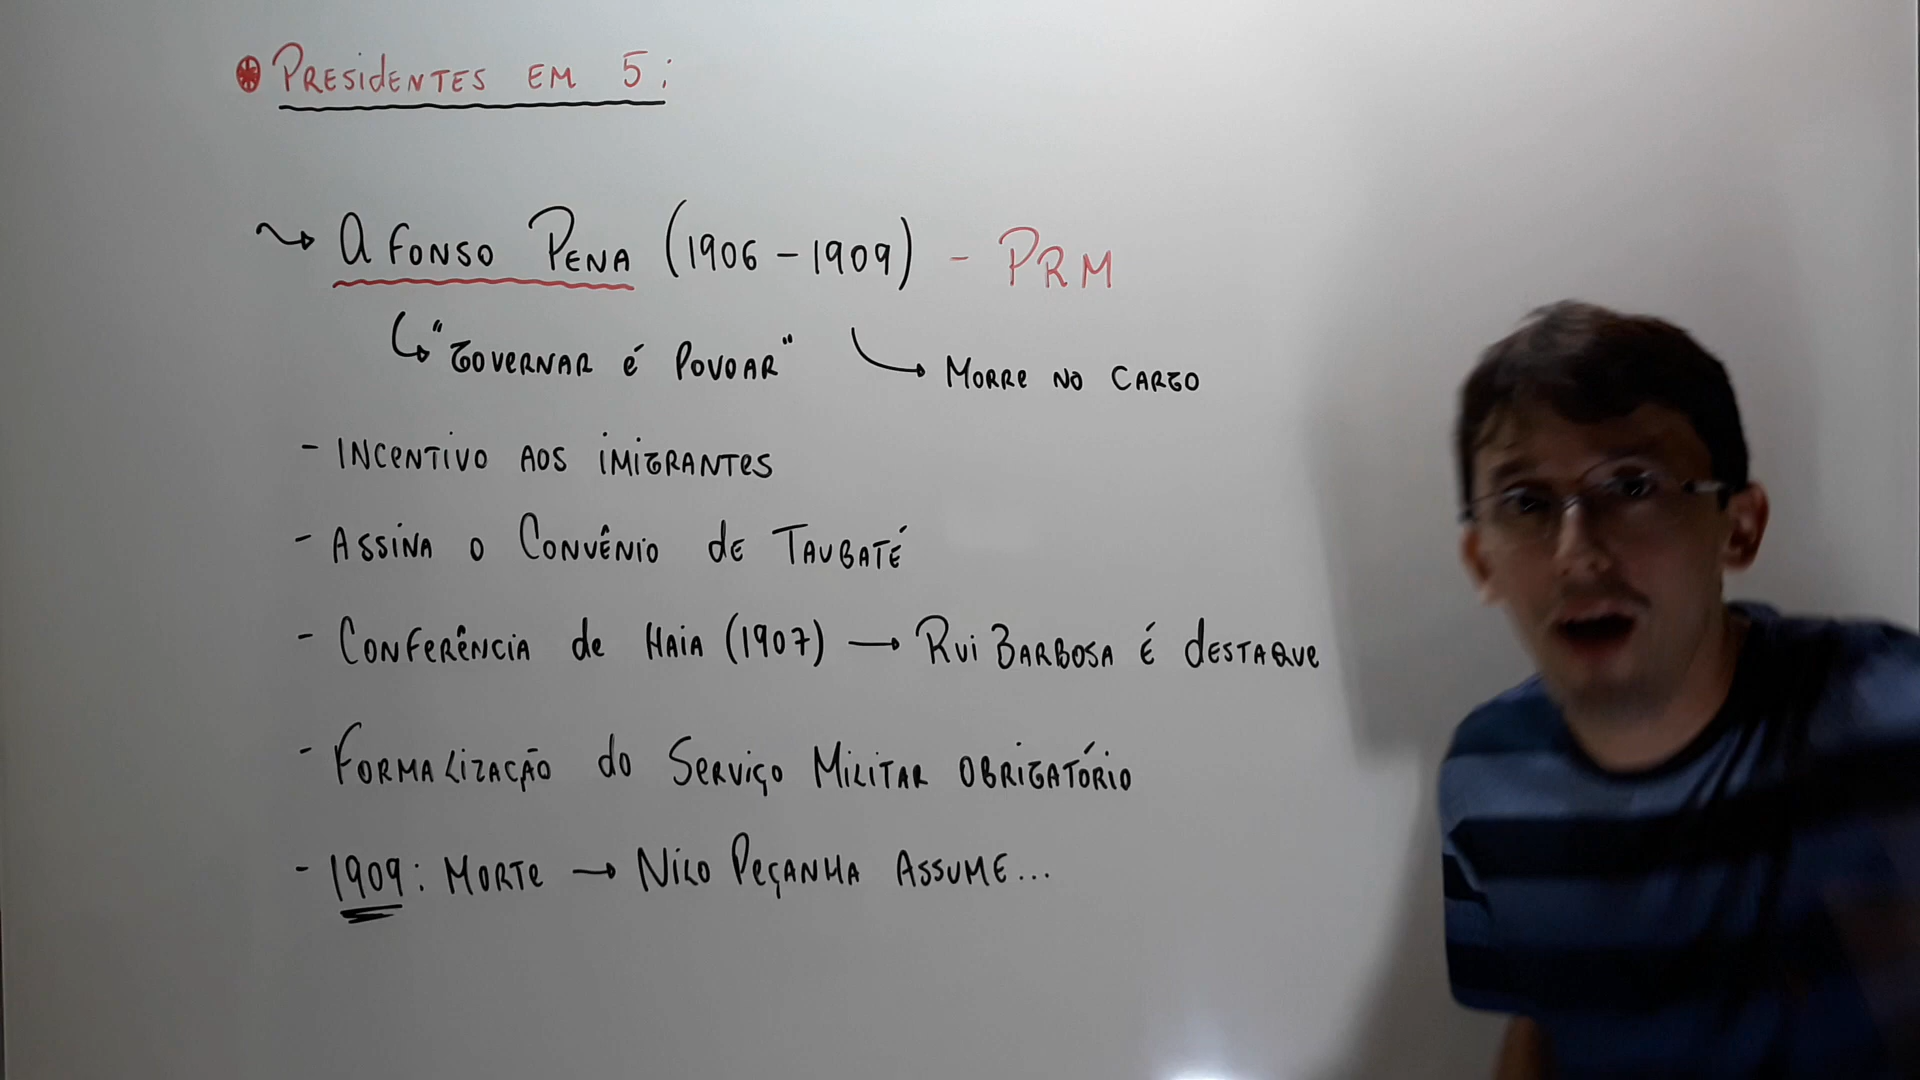 PRESIDENTES EM 5:
AFONSO PENA (1906 - 1909) - PRM
"GOVERNAR É POVOAR" MORRE NO CARGO
- INCENTIVO AOS IMIGRANTES
- ASSINA O CONVÊNIO DE TAUBATÉ
- CONFERÊNCIA DE HAIA (1907) → RUI BARBOSA É DESTAQUE
- FORMALIZAÇÃO DO SERVIÇO MILITAR OBRIGATÓRIO
- 1909: MORTE → NILO PEÇANHA ASSUME...